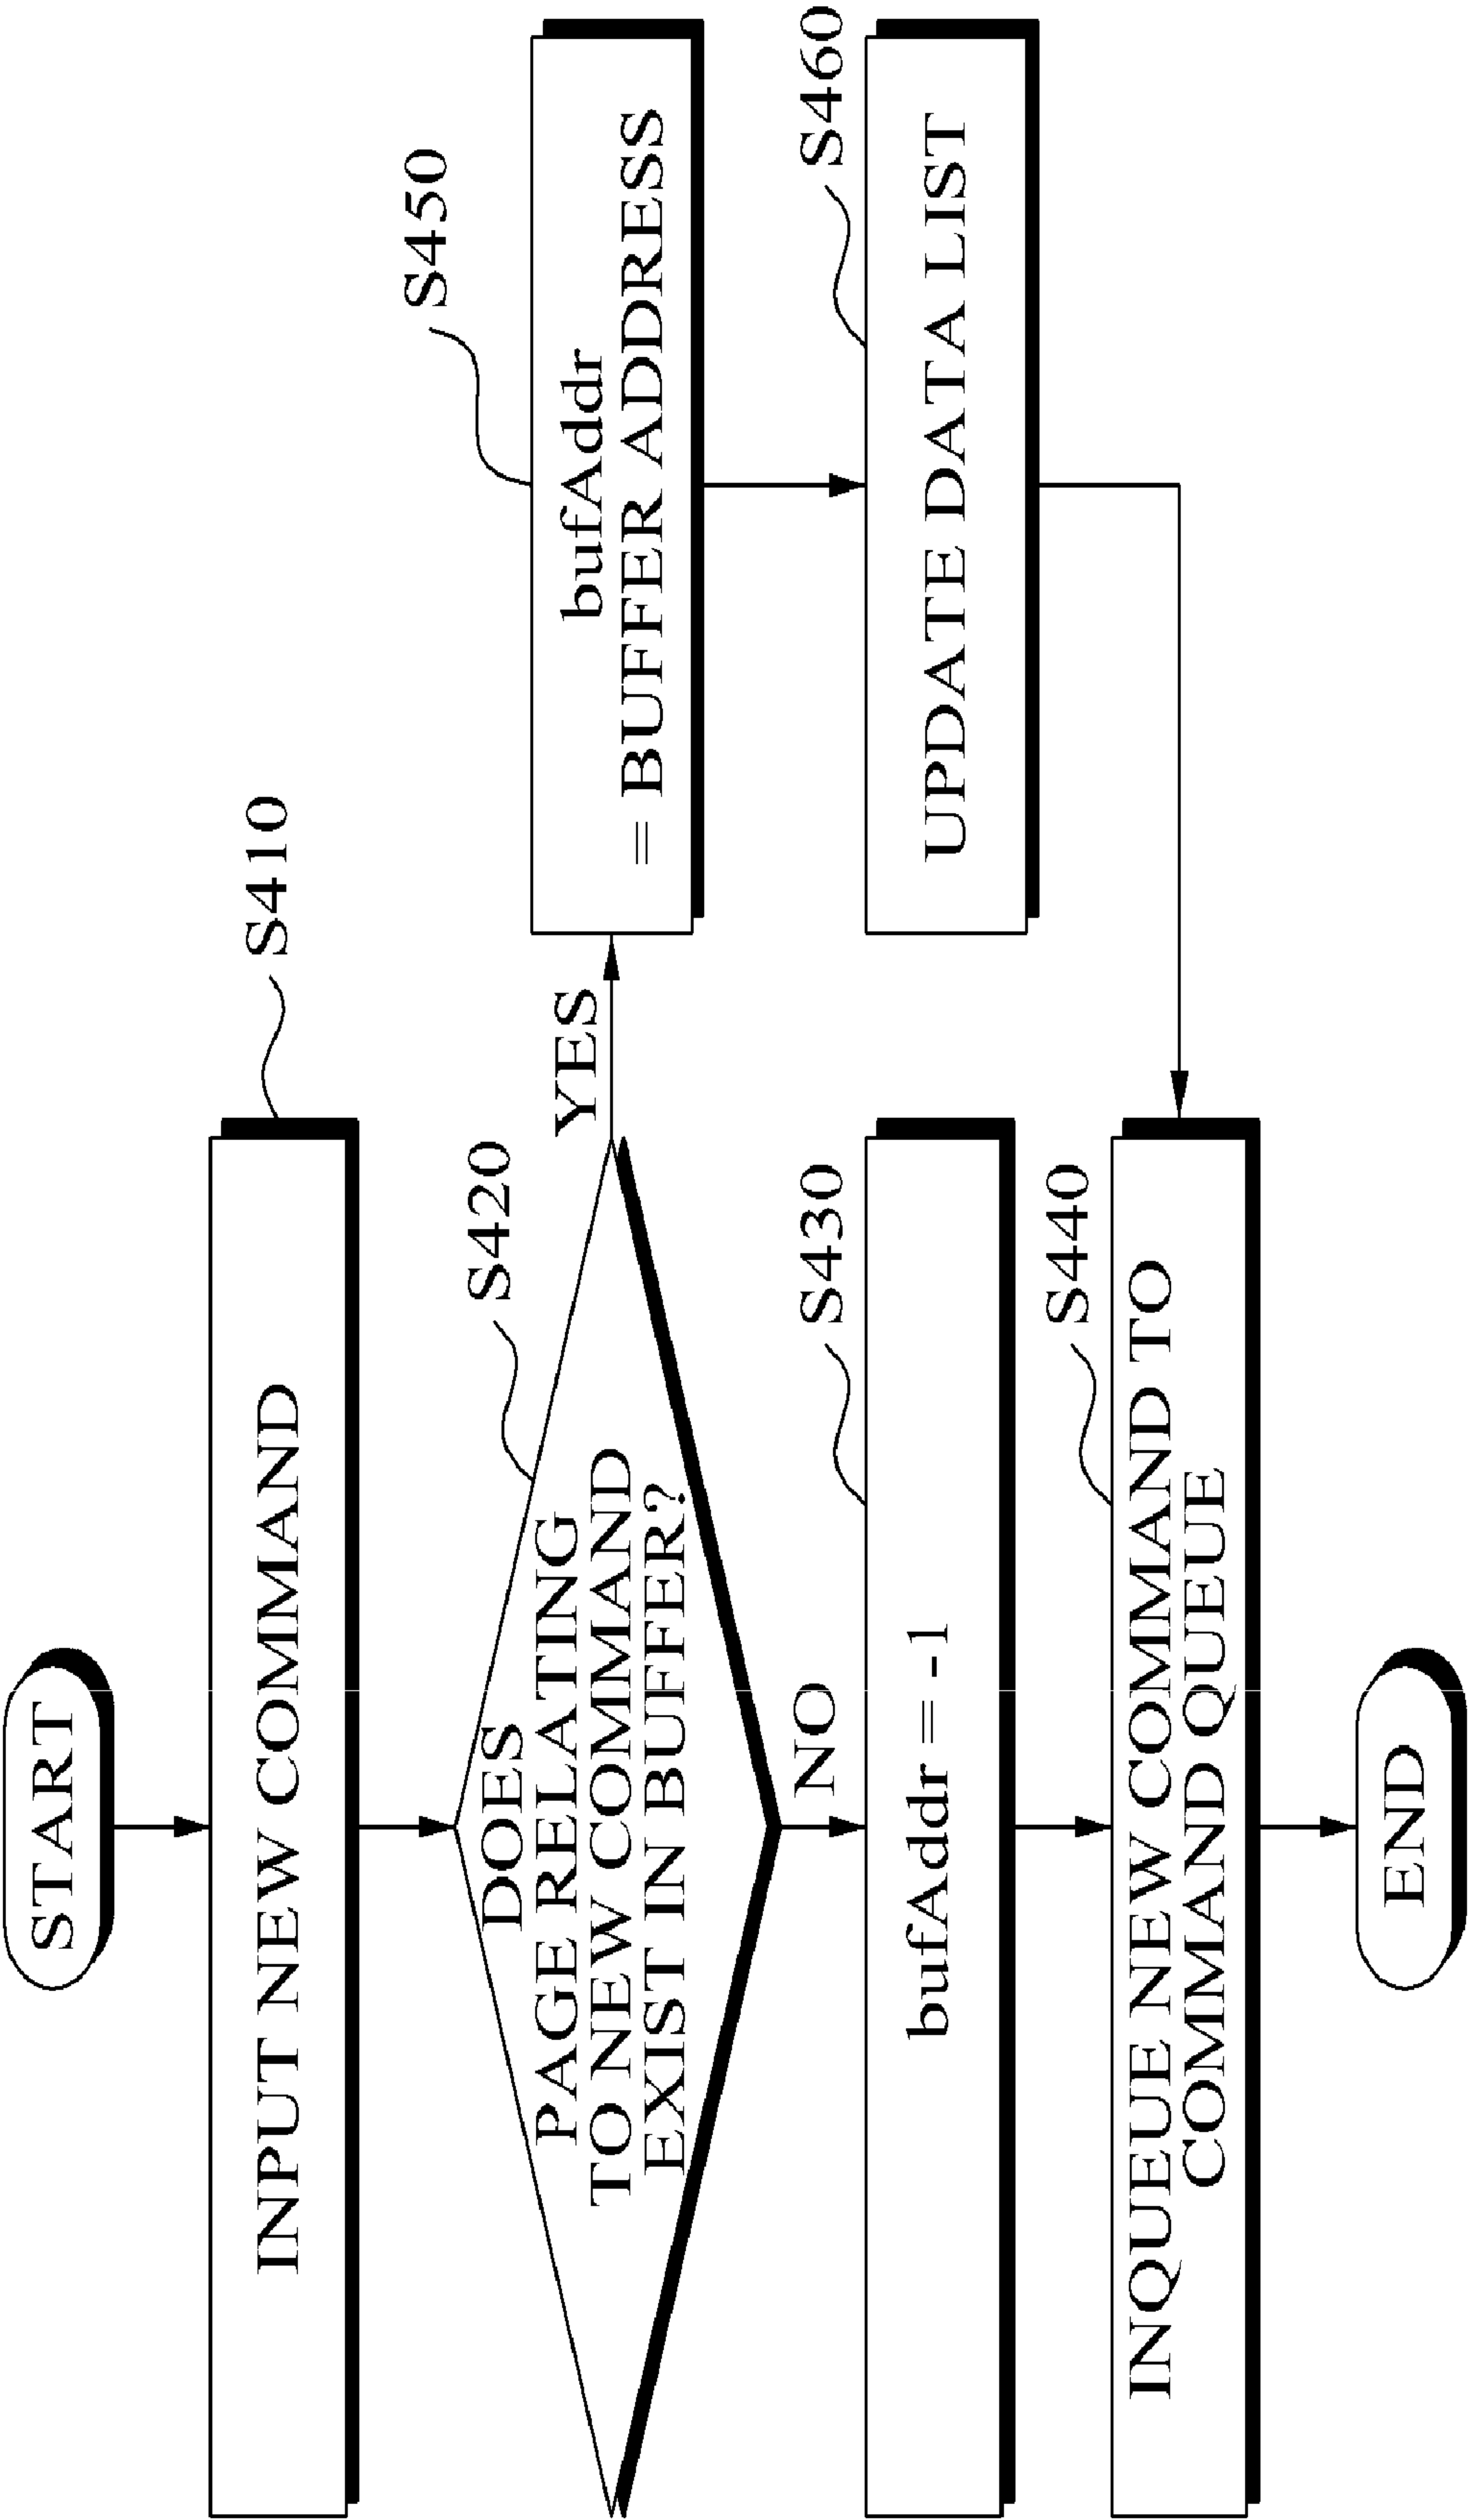 START
S410
INPUT NEW COMMAND
S420
DOES
PAGE RELATING
TO NEW COMMAND
EXIST IN BUFFER?
YES
S450
bufAddr
= BUFFER ADDRESS
NO
S430
bufAddr = -1
S460
UPDATE DATA LIST
S440
INQUEUE NEW COMMAND TO
COMMAND QUEUE
END